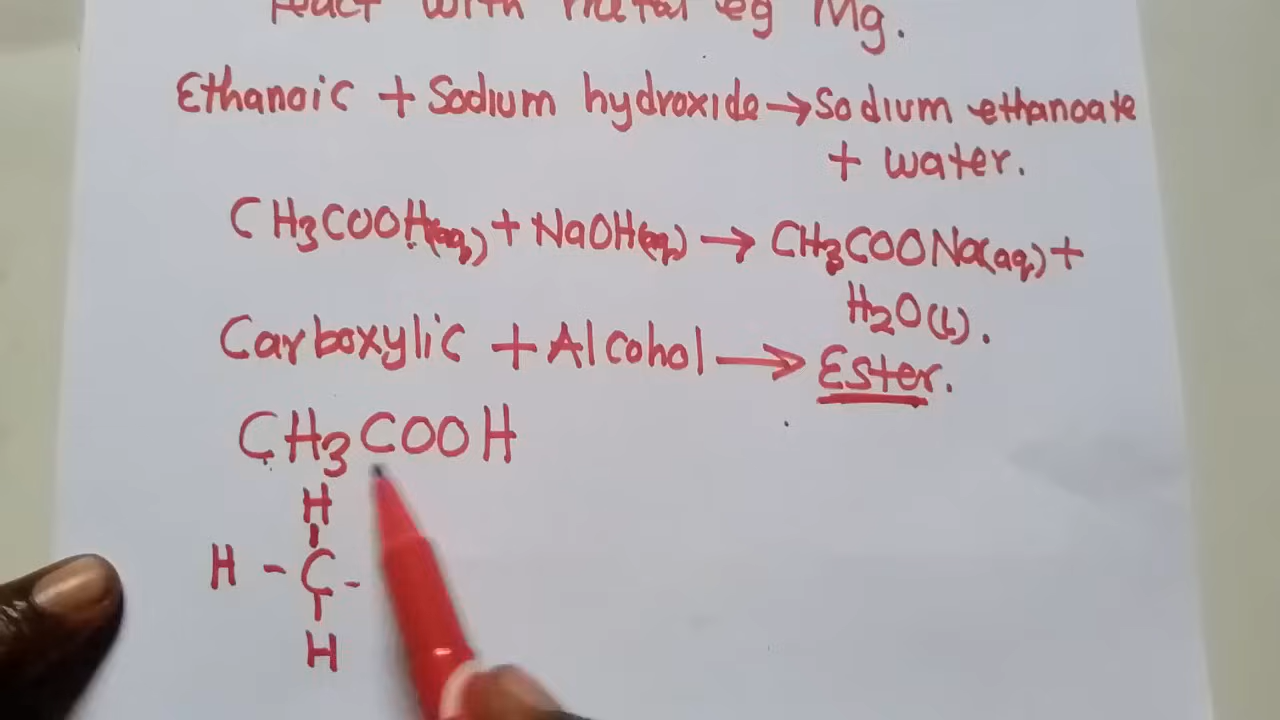 react with metal eg Mg.
Ethanoic + Sodium hydroxide → Sodium ethanoate
+ water.
CH3COOH(aq) + NaOH(aq) → CH3COONa(aq) +
H2O(l).
Carboxylic + Alcohol → Ester.
CH3COOH
H
H - C -
H